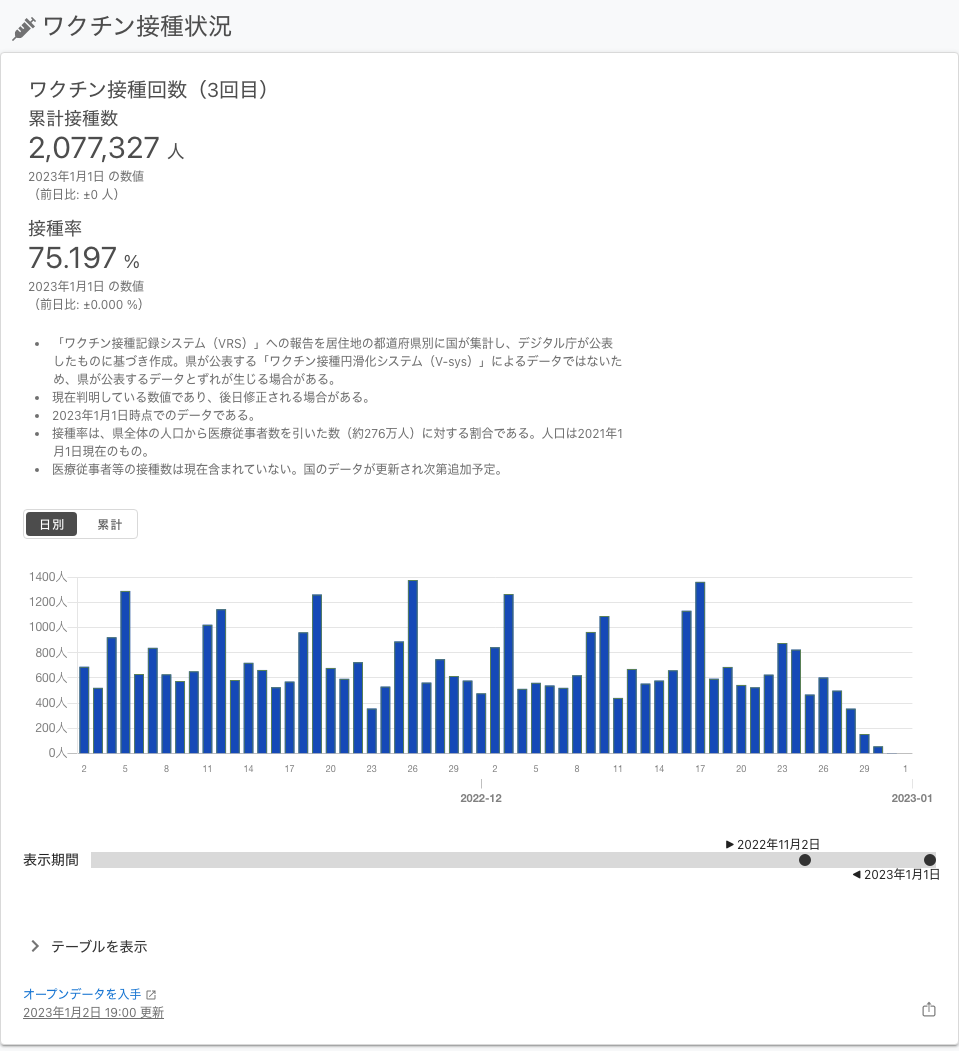 ワクチン接種状況
ワクチン接種回数（3回目）
累計接種数
2,077,327 人
2023年1月1日 の数値
（前日比: ±0 人）
接種率
75.197 %
2023年1月1日 の数値
（前日比: ±0.000 %）
• 「ワクチン接種記録システム（VRS）」への報告を居住地の都道府県別に国が集計し、デジタル庁が公表
したものに基づき作成。県が公表する「ワクチン接種円滑化システム（V-sys）」によるデータではないた
め、県が公表するデータとずれが生じる場合がある。
• 現在判明している数値であり、後日修正される場合がある。
• 2023年1月1日時点でのデータである。
• 接種率は、県全体の人口から医療従事者数を引いた数（約276万人）に対する割合である。人口は2021年1
月1日現在のもの。
• 医療従事者等の接種数は現在含まれていない。国のデータが更新され次第追加予定。
日別 累計
1400人
1200人
1000人
800人
600人
400人
200人
0人
2 5 8 11 14 17 20 23 26 29 2 5 8 11 14 17 20 23 26 29 1
2022-12 2023-01
▶ 2022年11月2日
表示期間
◀ 2023年1月1日
テーブルを表示
オープンデータを入手
2023年1月2日 19:00 更新